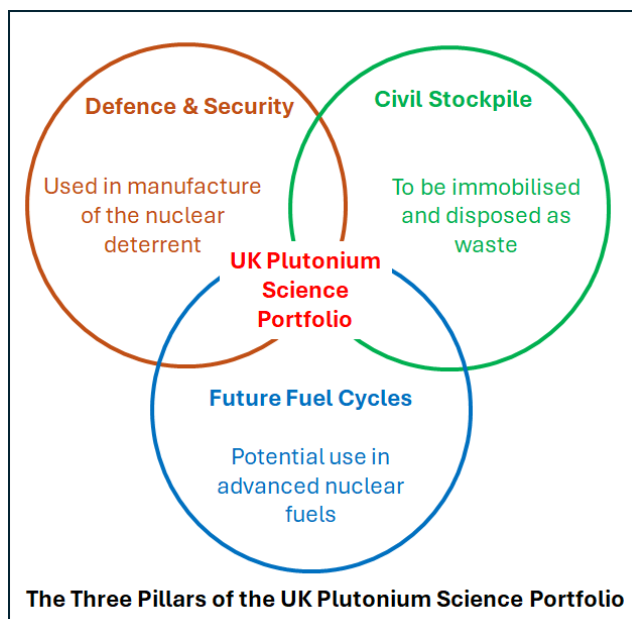 Defence & Security
Used in manufacture
of the nuclear
deterrent
Civil Stockpile
To be immobilised
and disposed as
waste
UK Plutonium
Science
Portfolio
Future Fuel Cycles
Potential use in
advanced nuclear
fuels
The Three Pillars of the UK Plutonium Science Portfolio